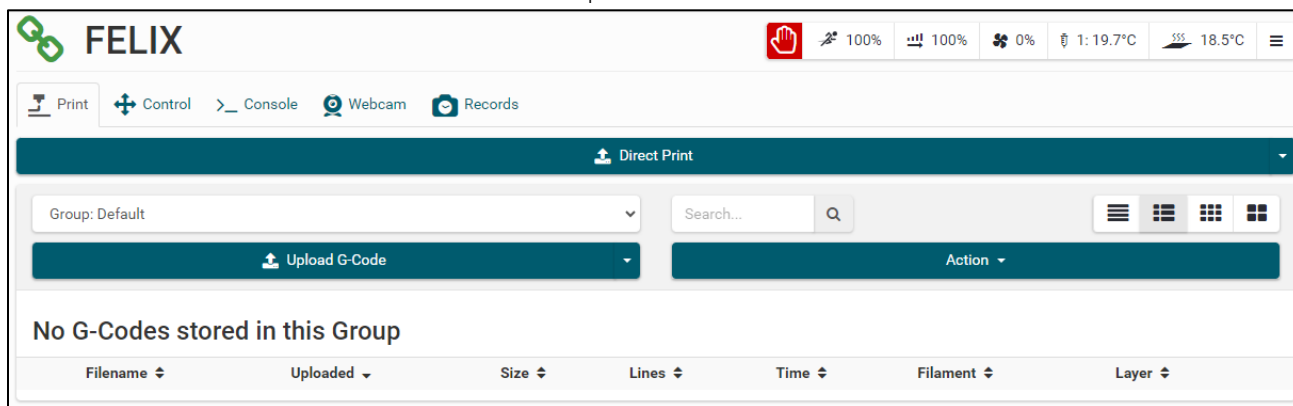 FELIX
100% 100% 0% 1: 19.7°C 18.5°C
Print Control >_ Console Webcam Records
Direct Print
Group: Default Search...
Upload G-Code Action
No G-Codes stored in this Group
Filename Uploaded Size Lines Time Filament Layer